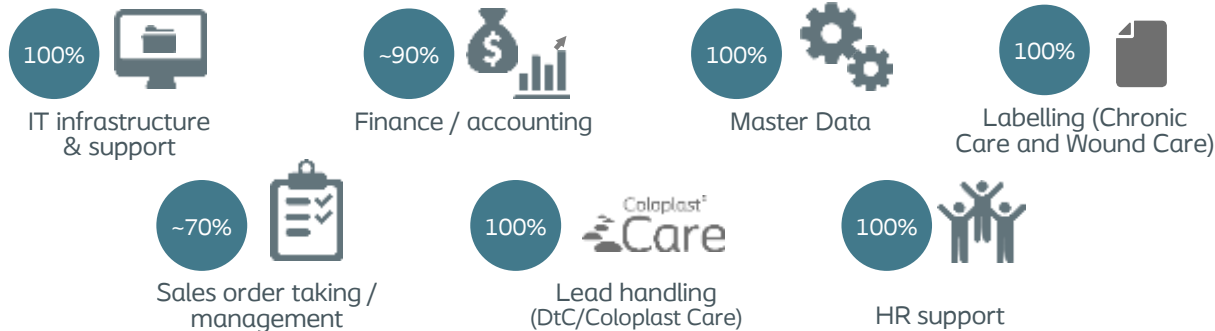 100%
~90%
100%
100%
IT infrastructure
& support
Finance / accounting
Master Data
Labelling (Chronic
Care and Wound Care)
~70%
100%
Coloplast
Care
100%
Sales order taking /
management
Lead handling
(DtC/Coloplast Care)
HR support